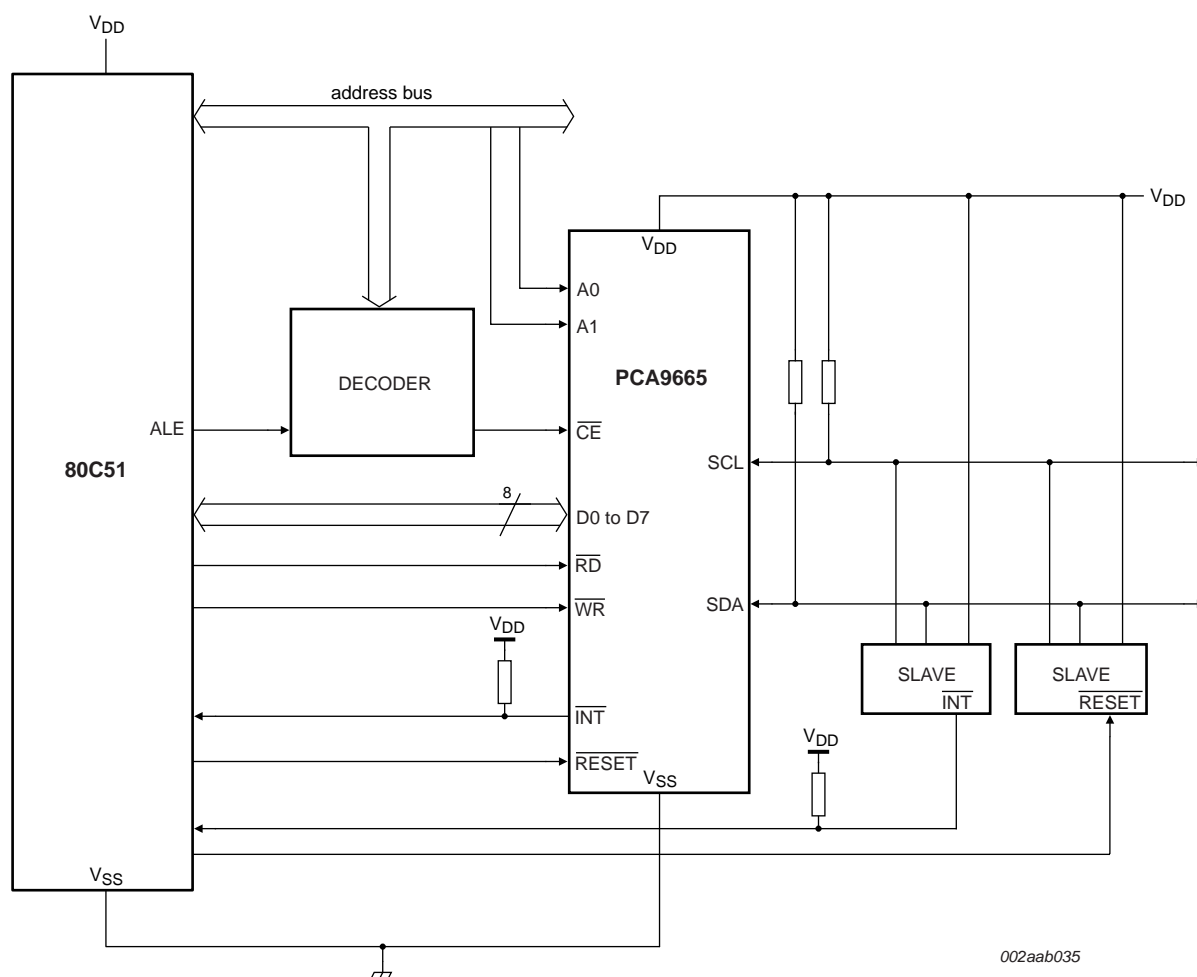 VDD
address bus
VDD
VDD
A0
A1
PCA9665
DECODER
ALE
CE
SCL
80C51
8
D0 to D7
RD
WR
SDA
VDD
SLAVE
INT
SLAVE
RESET
INT
VDD
RESET
VSS
VSS
002aab035